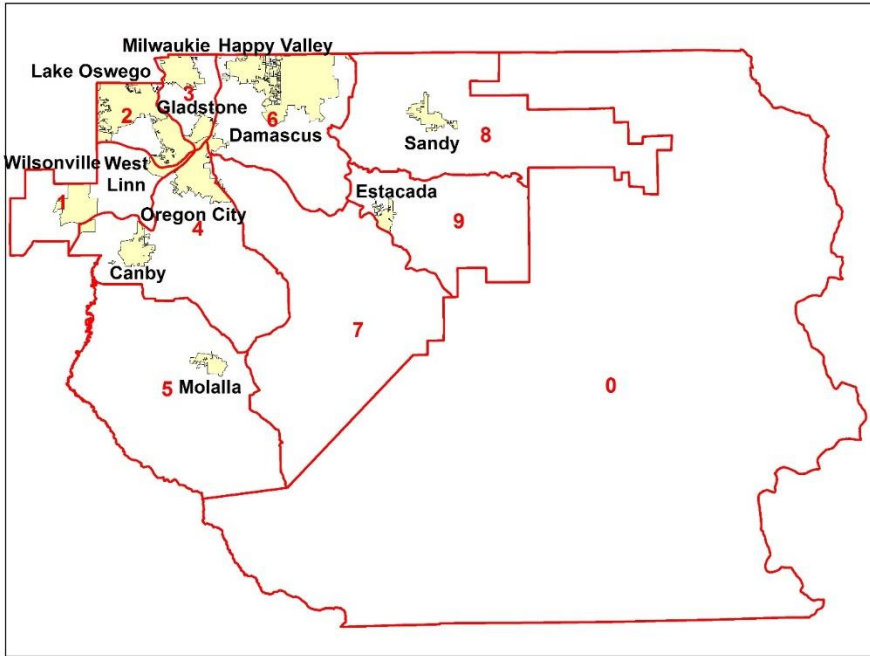 Milwaukie Happy Valley
Lake Oswego
3
Gladstone
2
6
Damascus
8
Sandy
Wilsonville West
Linn
Estacada
1
Oregon City
9
4
Canby
7
5
Molalla
0